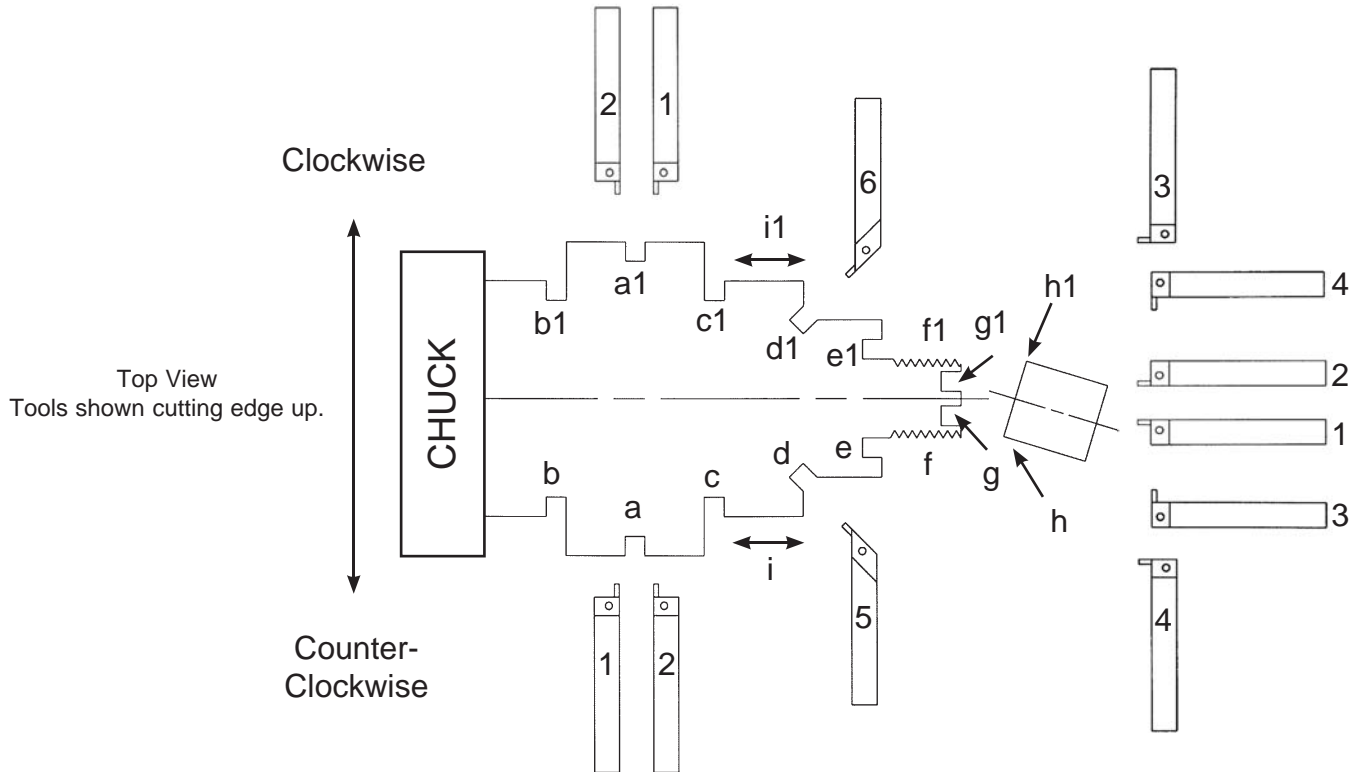 2 1
Clockwise
6
3
i1
4
a1
h1
b1
c1
g1
d1
f1
e1
2
Top View
Tools shown cutting edge up.
CHUCK
1
e
d
b
c
f
g
a
h
3
i
5
4
Counter-
Clockwise
1 2